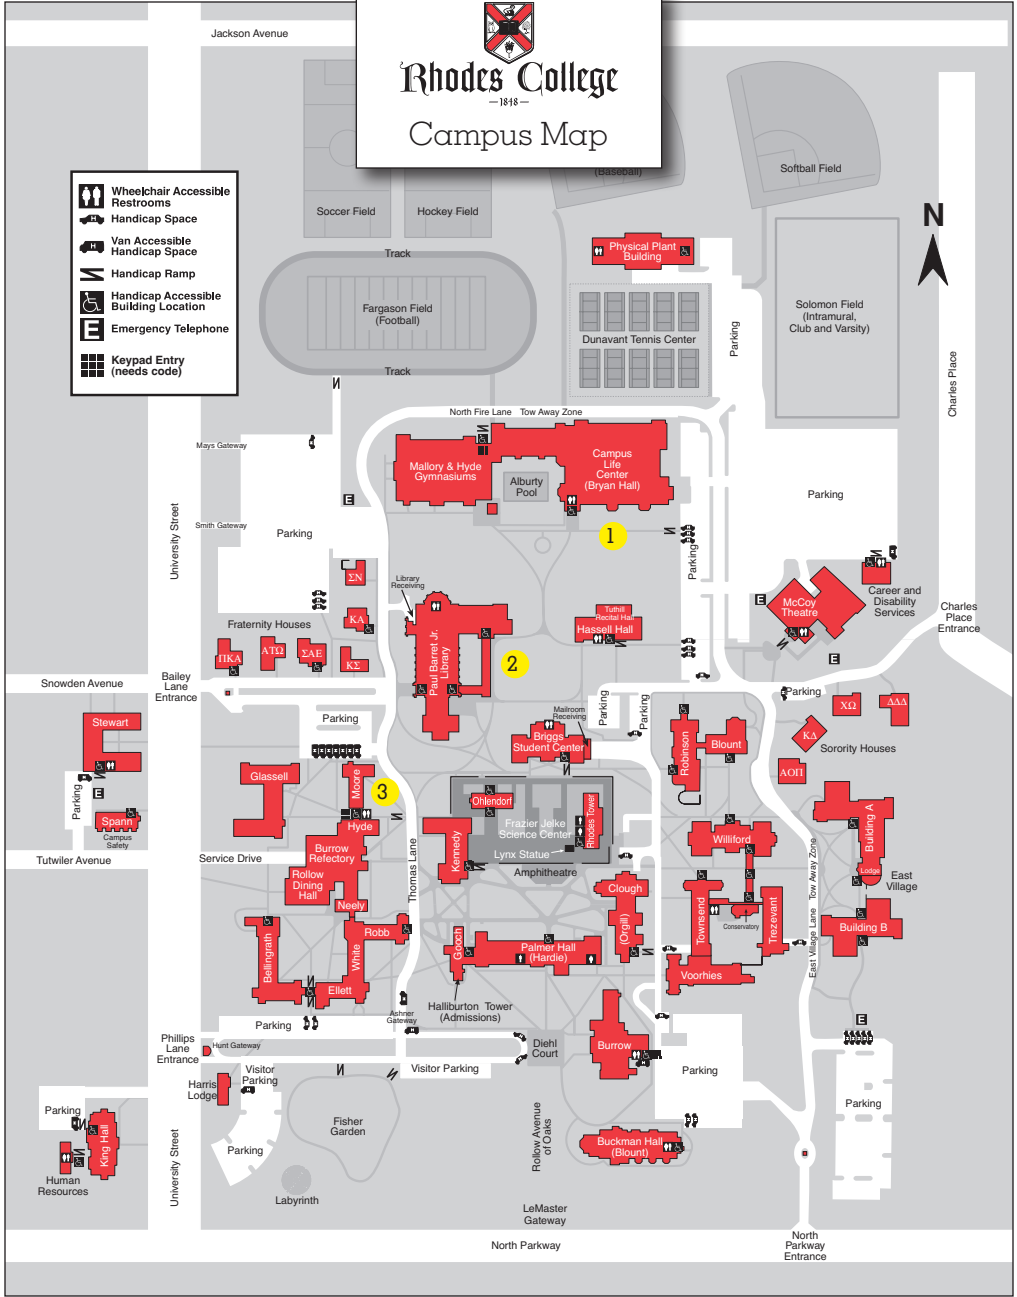 Jackson Avenue
Rhodes College
1848
Campus Map
(Baseball)
Softball Field
Wheelchair Accessible
Restrooms
Handicap Space
Van Accessible
Handicap Space
Handicap Ramp
Handicap Accessible
Building Location
E Emergency Telephone
Keypad Entry
(needs code)
Soccer Field
Hockey Field
N
Physical Plant
Building
Track
Fargason Field
(Football)
Track
Dunavant Tennis Center
Parking
Solomon Field
(Intramural,
Club and Varsity)
Charles Place
North Fire Lane Tow Away Zone
Mays Gateway
Mallory & Hyde
Gymnasiums
Alburty
Pool
Campus
Life
Center
(Bryan Hall)
Parking
E
University Street
Smith Gateway
Parking
1
Parking
ΣΝ
Library
Receiving
ΚΑ
Fraternity Houses
ΠΚΑ
ΑΤΩ
ΣΑΕ
ΚΣ
Paul Barret Jr.
Library
2
Tuthill
Recital Hall
Hassell Hall
E
McCoy
Theatre
Career and
Disability
Services
Charles
Place
Entrance
E
Snowden Avenue
Bailey
Lane
Entrance
Parking
Stewart
Parking
E
Spann
Campus
Safety
Mailroom
Receiving
Briggs
Student Center
Parking
Parking
Parking
ΧΩ
ΔΔΔ
ΚΔ
Sorority Houses
ΑΟΠ
Robinson
Blount
Glassell
Moore
3
Hyde
Ohlendorf
Frazier Jelke
Science Center
Rhodes Tower
Lynx Statue
Amphitheatre
Kennedy
Williford
Building A
Lodge
East
Village
Building B
Tutwiler Avenue
Service Drive
Burrow
Refectory
Rollow
Dining
Hall
Neely
Thomas Lane
Clough
(Orgill)
Townsend
Conservatory
Trezevant
East Village Lane Tow Away Zone
Bellingrath
White
Robb
Ellett
Gooch
Palmer Hall
(Hardie)
Voorhies
Halliburton Tower
(Admissions)
Ashner
Gateway
Parking
Phillips
Lane
Entrance
Hunt Gateway
Visitor
Parking
Visitor Parking
Diehl
Court
Burrow
Parking
E
Parking
Harris
Lodge
Parking
King Hall
Human
Resources
Parking
Fisher
Garden
Labyrinth
University Street
Rollow Avenue
of Oaks
Buckman Hall
(Blount)
LeMaster
Gateway
North Parkway
North
Parkway
Entrance